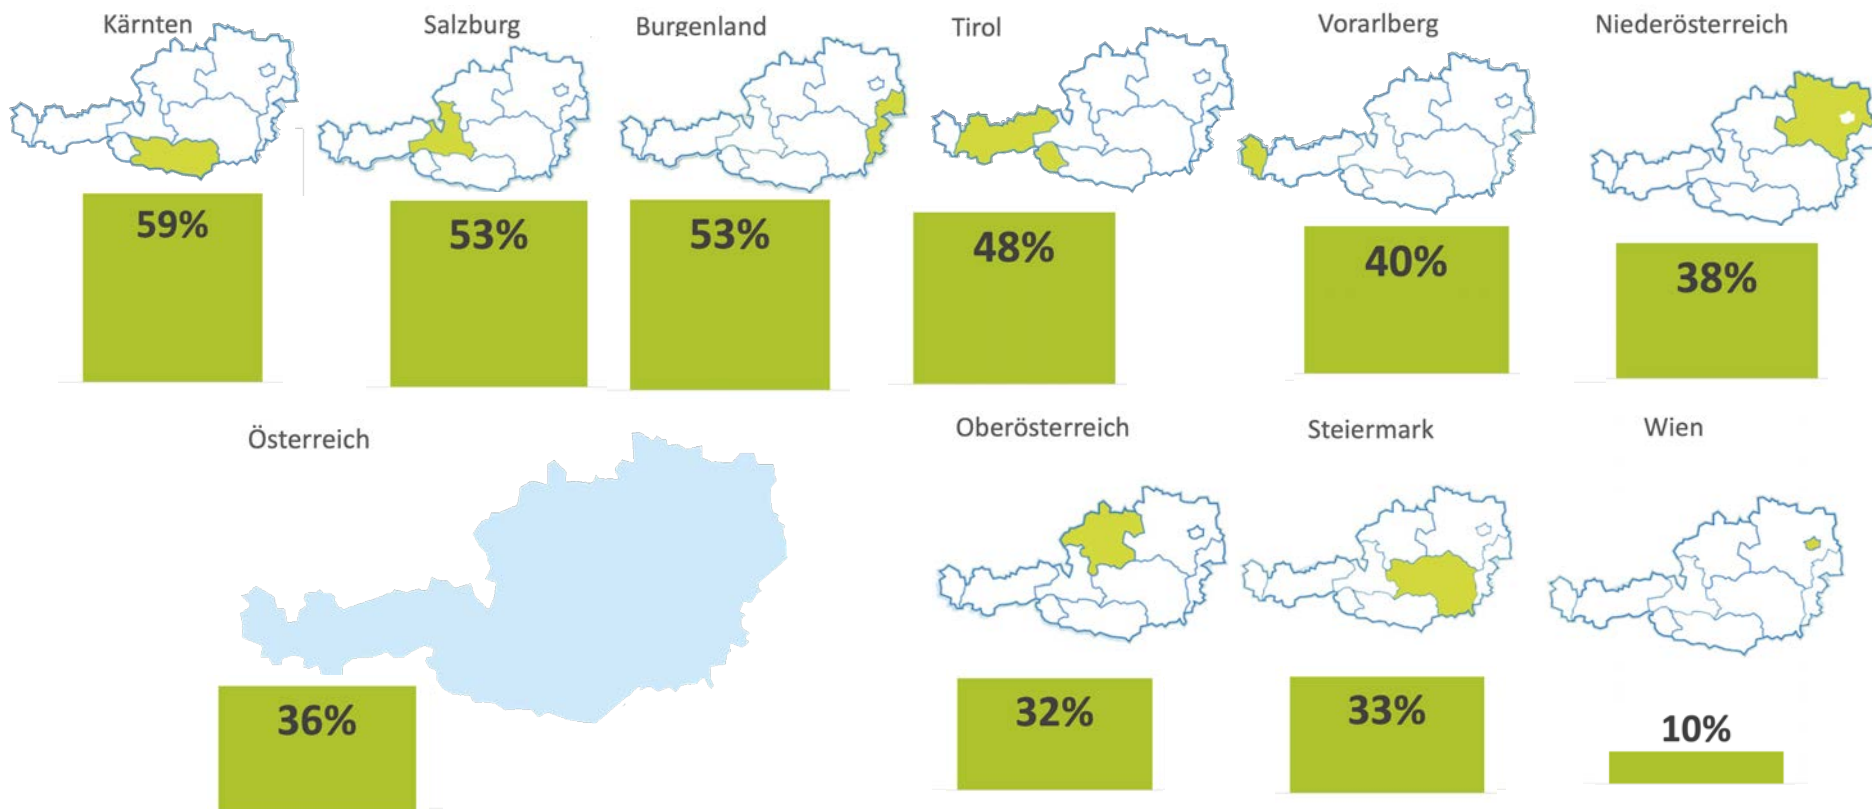 Kärnten
Salzburg
Burgenland
Tirol
Vorarlberg
Niederösterreich
59%
53%
53%
48%
40%
38%
Österreich
Oberösterreich
Steiermark
Wien
36%
32%
33%
10%